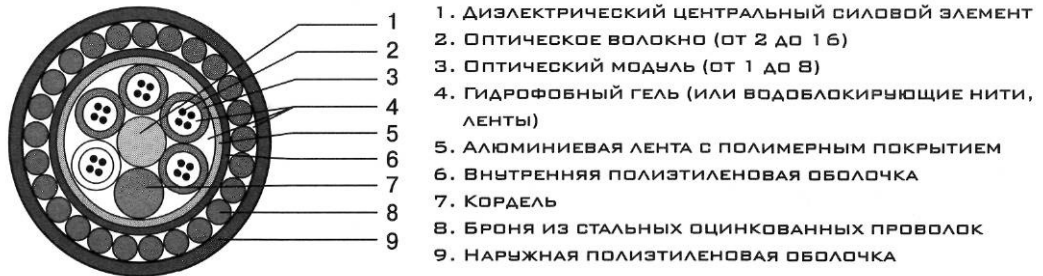 1
2
3
4
5
6
7
8
9
1. Диэлектрический центральный силовой элемент
2. Оптическое волокно (от 2 до 16)
3. Оптический модуль (от 1 до 8)
4. Гидрофобный гель (или водоблокирующие нити,
ленты)
5. Алюминиевая лента с полимерным покрытием
6. Внутренняя полиэтиленовая оболочка
7. Кордель
8. Броня из стальных оцинкованных проволок
9. Наружная полиэтиленовая оболочка